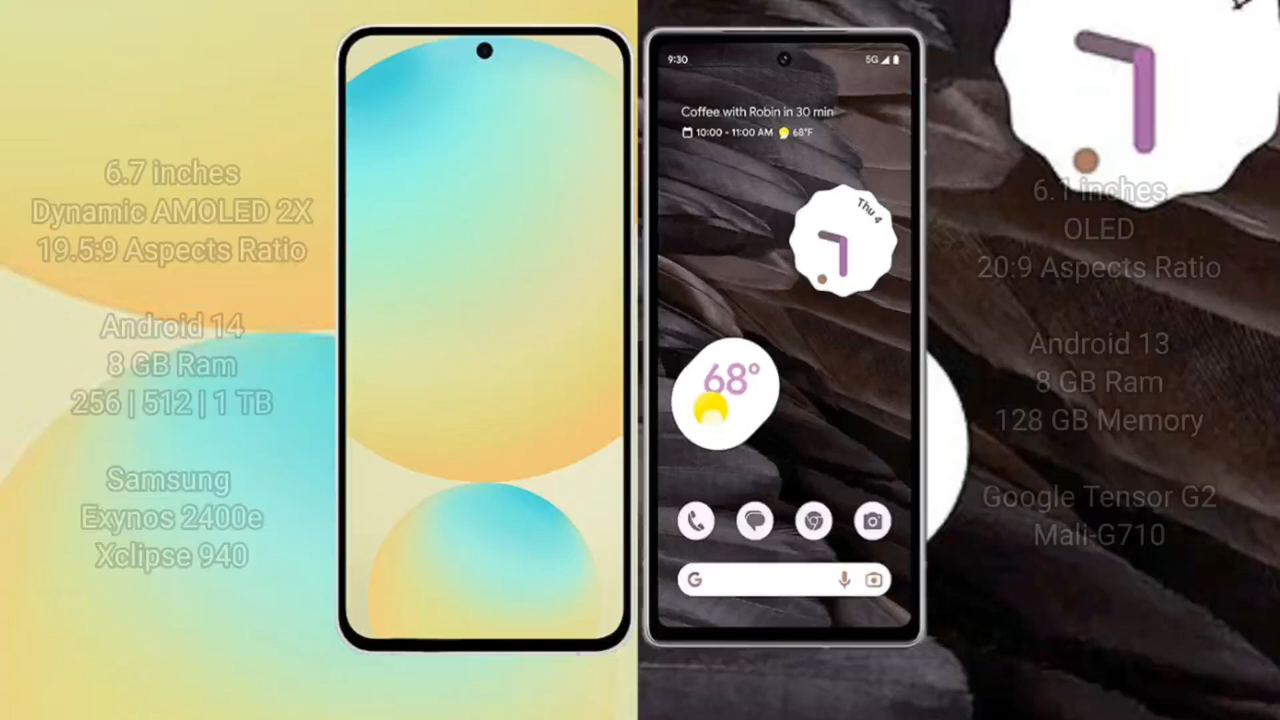 6.7 inches
Dynamic AMOLED 2X
19.5:9 Aspects Ratio
Android 14
8 GB Ram
256 | 512 | 1 TB
Samsung
Exynos 2400e
Xclipse 940
9:30
5G
Coffee with Robin in 30 min
10:00 - 11:00 AM 68°F
Thu 4
68°
G
6.1 inches
OLED
20:9 Aspects Ratio
Android 13
8 GB Ram
128 GB Memory
Google Tensor G2
Mali-G710